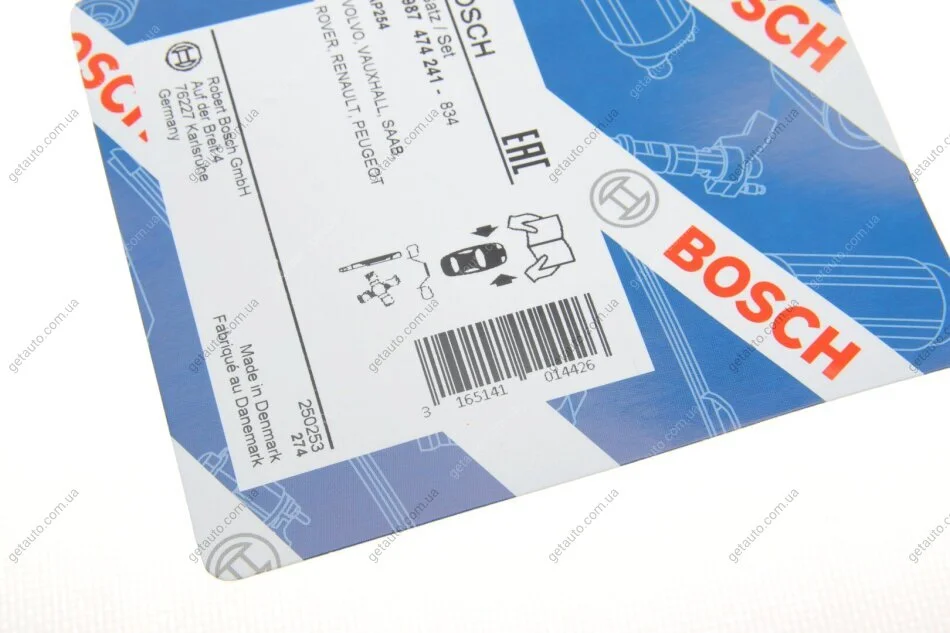 BOSCH
BOSCH
BOSCH
BOSCH
Set
987 474 241 - 834
P254
VOLVO, VAUXHALL, SAAB,
ROVER, RENAULT, PEUGEOT
EAC
Robert Bosch GmbH
Auf der Breit 4
76227 Karlsruhe
Germany
3 165141 014426
250253
274
Made in Denmark
Fabriqué au Danemark
getauto.com.ua